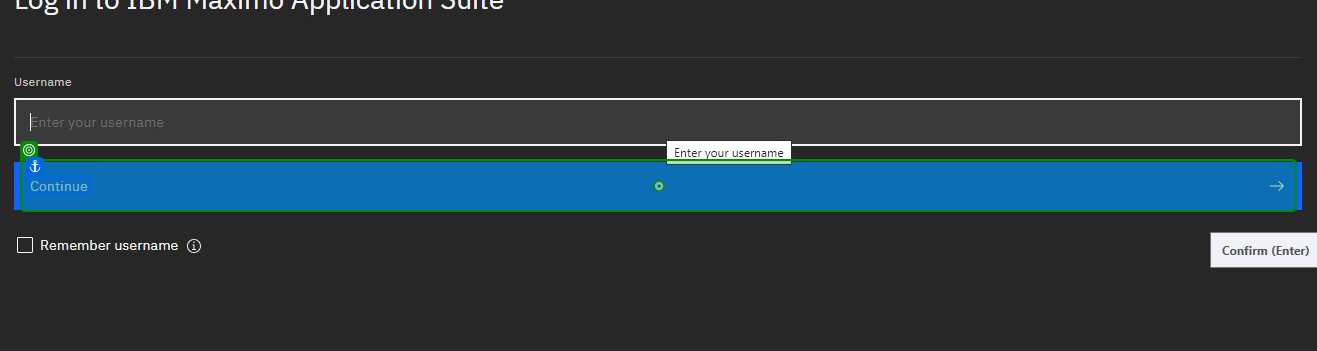 Log in to IBM Maximo Application Suite
Username
Enter your username
Enter your username
Continue
Remember username
Confirm (Enter)